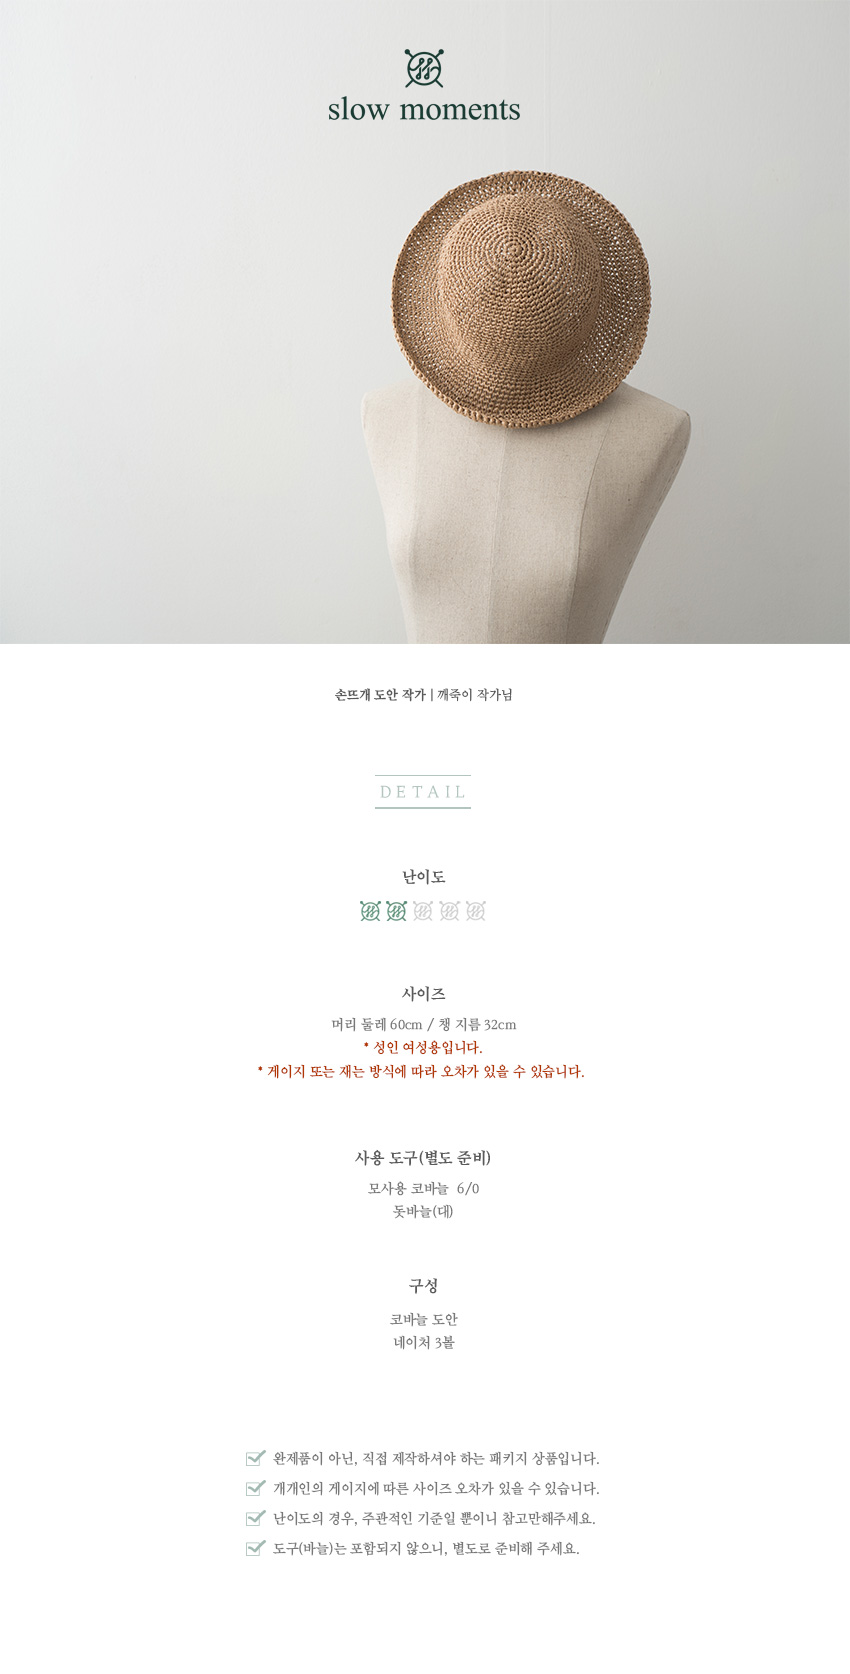 slow moments
손뜨개 도안 작가 | 깨죽이 작가님
DETAIL
난이도
사이즈
머리 둘레 60cm / 챙 지름 32cm
* 성인 여성용입니다.
* 게이지 또는 재는 방식에 따라 오차가 있을 수 있습니다.
사용 도구(별도 준비)
모사용 코바늘 6/0
돗바늘(대)
구성
코바늘 도안
네이처 3볼
완제품이 아닌, 직접 제작하셔야 하는 패키지 상품입니다.
개개인의 게이지에 따른 사이즈 오차가 있을 수 있습니다.
난이도의 경우, 주관적인 기준일 뿐이니 참고만해주세요.
도구(바늘)는 포함되지 않으니, 별도로 준비해 주세요.